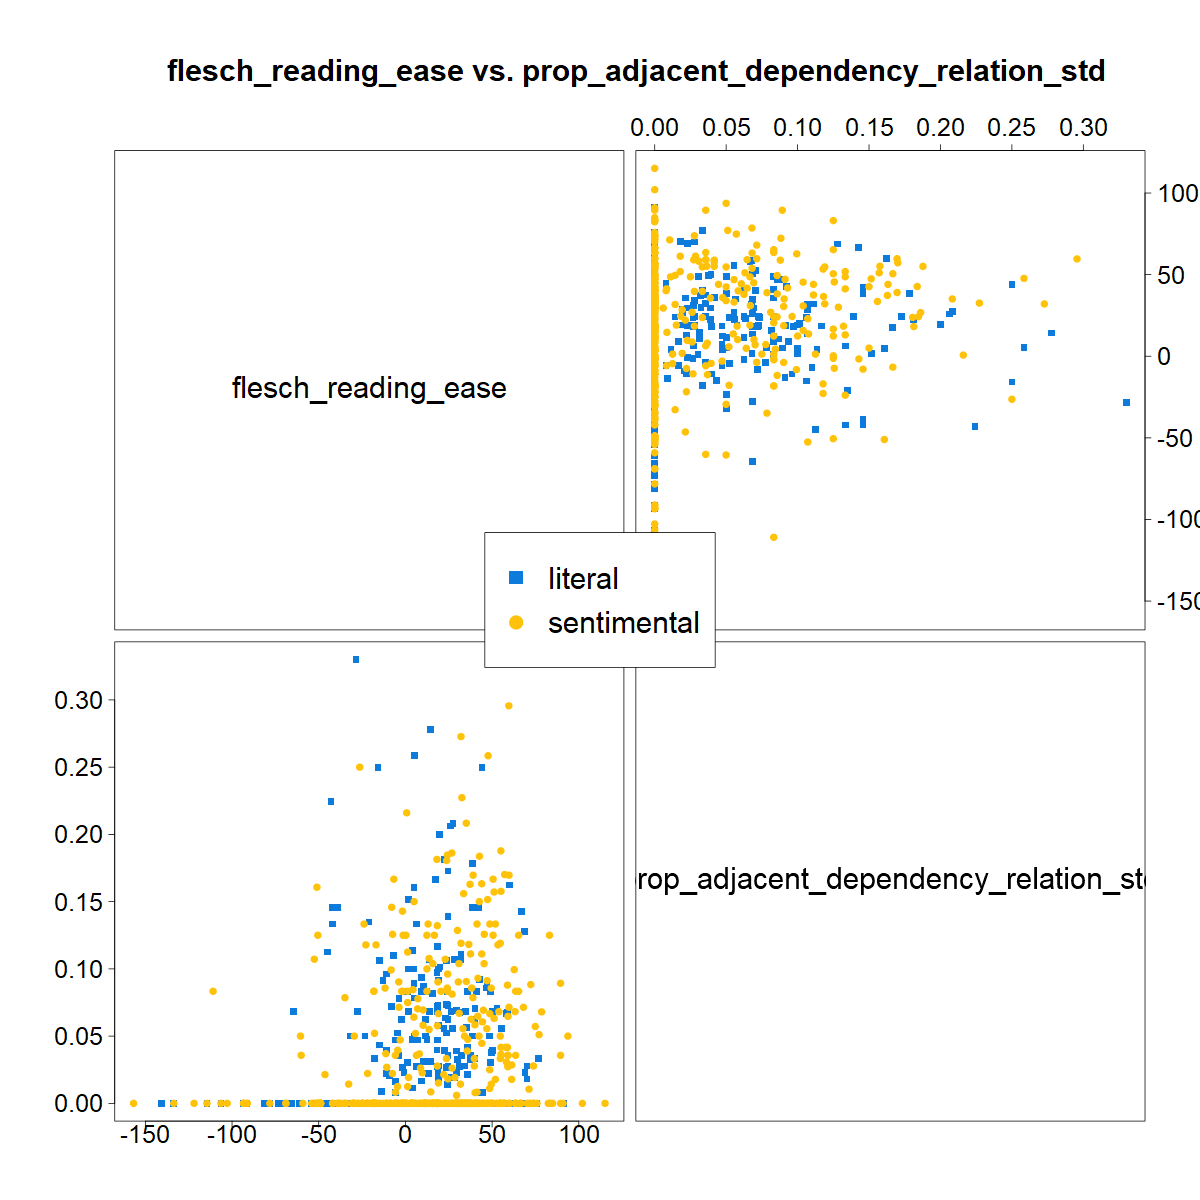 flesch_reading_ease vs. prop_adjacent_dependency_relation_std
0.00 0.05 0.10 0.15 0.20 0.25 0.30
flesch_reading_ease
100
50
0
-50
-100
-150
literal
sentimental
0.30
0.25
0.20
0.15
0.10
0.05
0.00
rop_adjacent_dependency_relation_st
-150 -100 -50 0 50 100